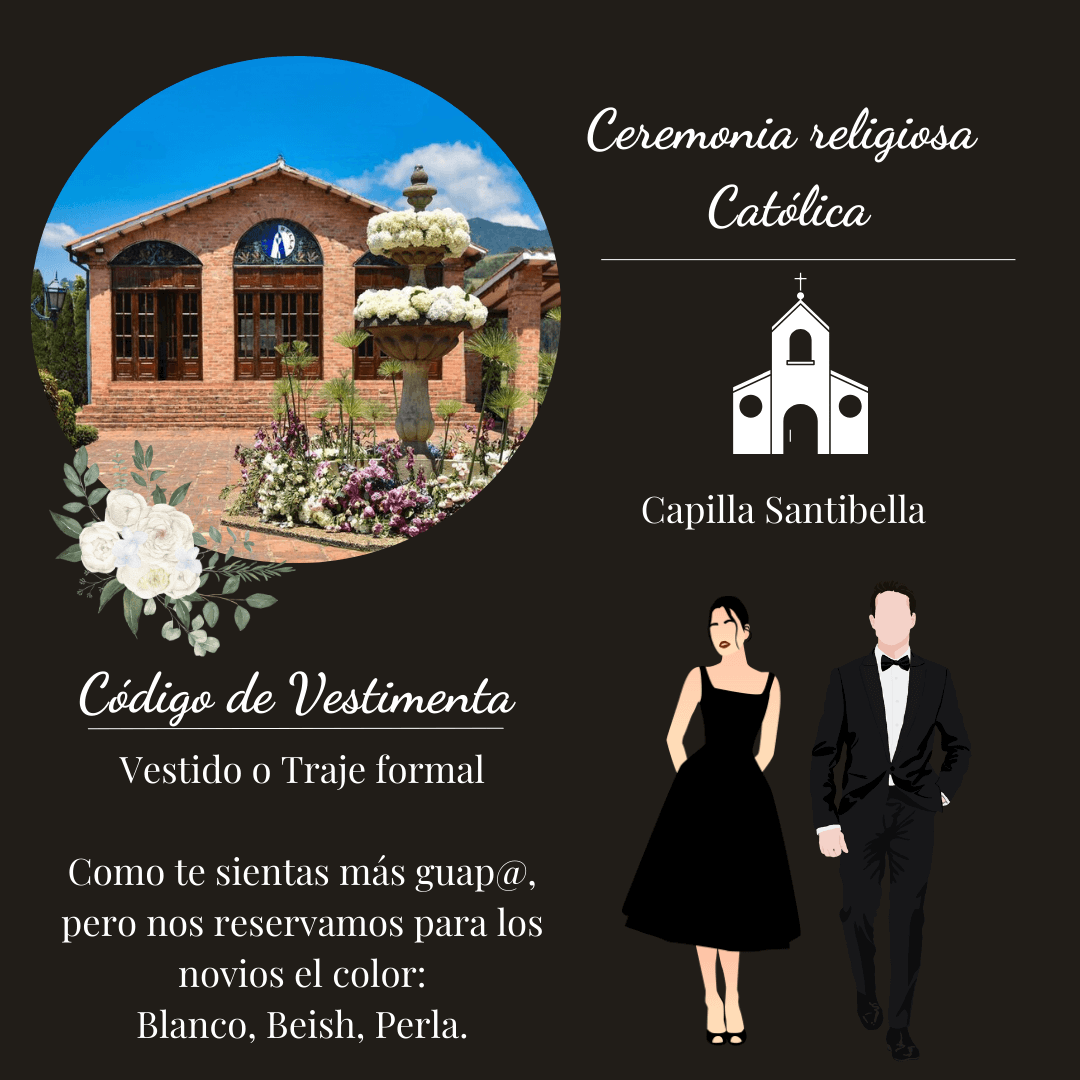 Ceremonia religiosa
Católica
Capilla Santibella
Código de Vestimenta
Vestido o Traje formal
Como te sientas más guap@,
pero nos reservamos para los
novios el color:
Blanco, Beish, Perla.